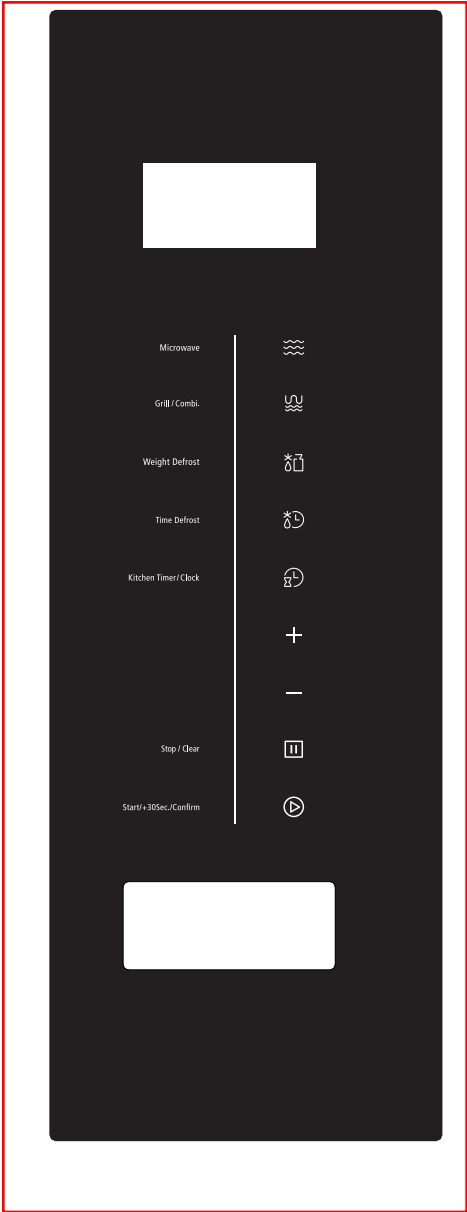 Microwave
Grill / Combi.
Weight Defrost
Time Defrost
Kitchen Timer/Clock
+
−
Stop / Clear
Start/+30Sec./Confirm